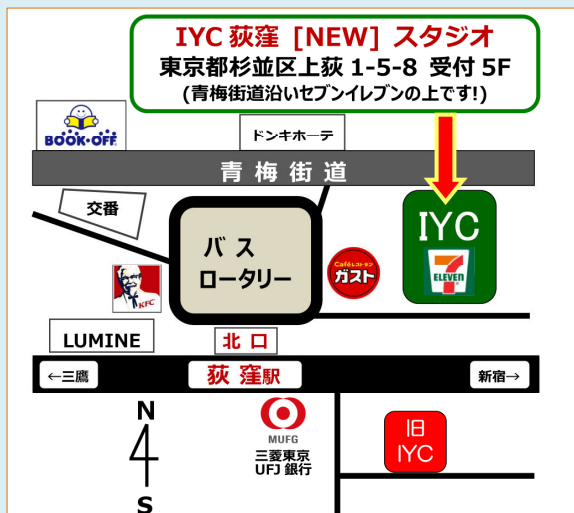 IYC 荻窪 [NEW] スタジオ
東京都杉並区上荻 1-5-8 受付 5F
(青梅街道沿いセブンイレブンの上です!)
BOOK・OFF
ドンキホーテ
青梅街道
交番
バス
ロータリー
Café レストラン
ガスト
IYC
7
ELEVEN
KFC
LUMINE
北口
←三鷹
荻窪駅
新宿→
N
S
MUFG
三菱東京
UFJ 銀行
旧
IYC